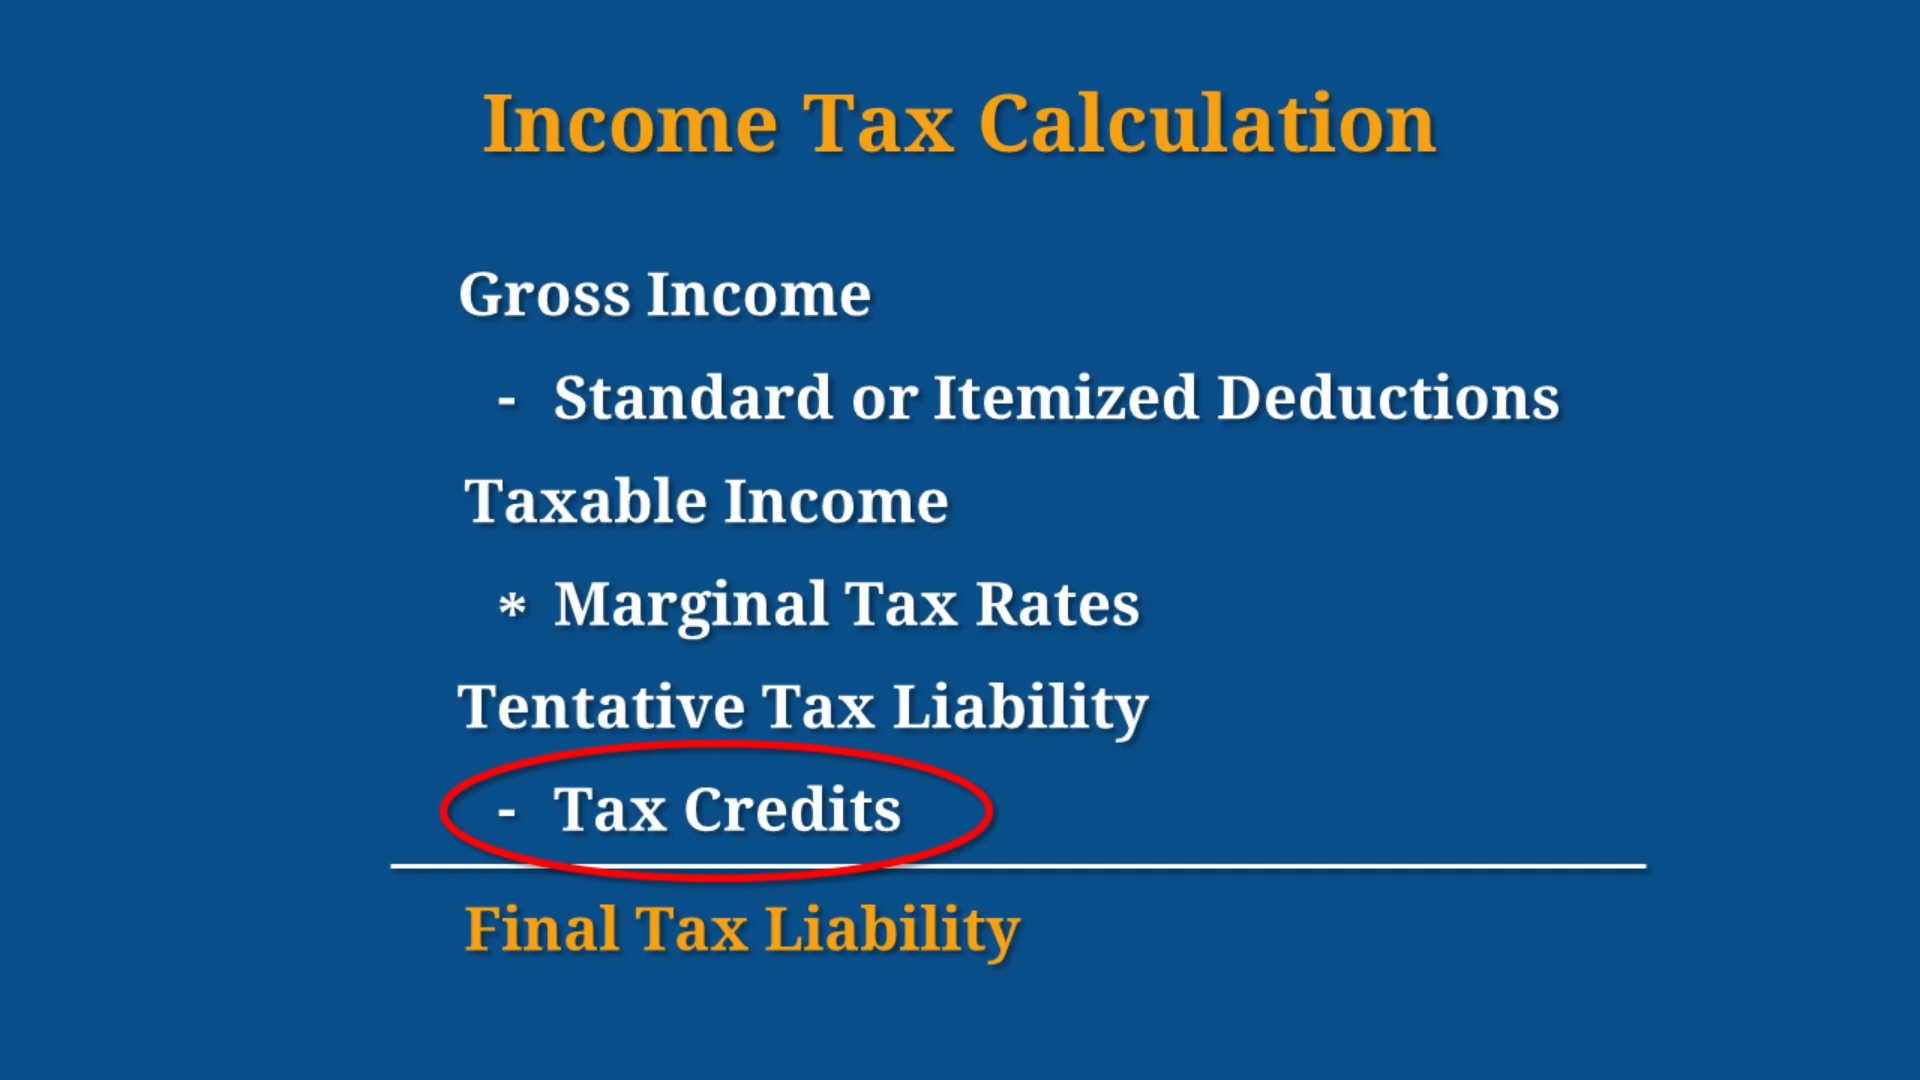 Income Tax Calculation
Gross Income
- Standard or Itemized Deductions
Taxable Income
* Marginal Tax Rates
Tentative Tax Liability
- Tax Credits
Final Tax Liability